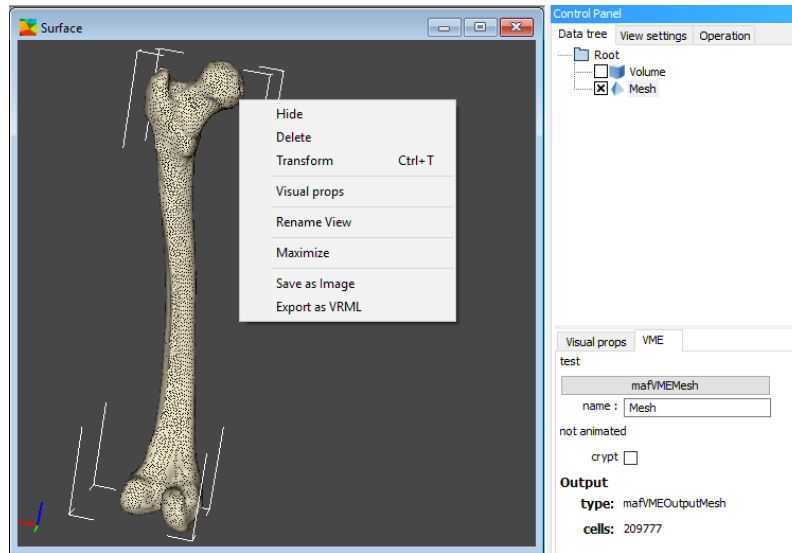 Surface
Hide
Delete
Transform Ctrl+T
Visual props
Rename View
Maximize
Save as Image
Export as VRML
Control Panel
Data tree View settings Operation
Root
Volume
Mesh
Visual props VME
test
mafVMEMesh
name : Mesh
not animated
crypt
Output
type: mafVMEOutputMesh
cells: 209777